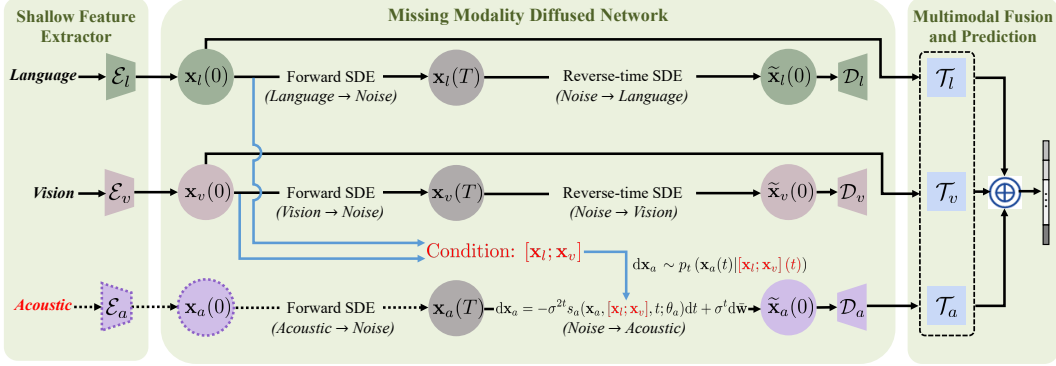 Shallow Feature
Extractor
Missing Modality Diffused Network
Multimodal Fusion
and Prediction
Language
ℰ_l
x_l(0)
Forward SDE
(Language → Noise)
x_l(T)
Reverse-time SDE
(Noise → Language)
x̃_l(0)
𝒟_l
𝒯_l
Vision
ℰ_v
x_v(0)
Forward SDE
(Vision → Noise)
x_v(T)
Reverse-time SDE
(Noise → Vision)
x̃_v(0)
𝒟_v
𝒯_v
Condition: [x_l; x_v]
dx_a ∼ p_t (x_a(t)|[x_l; x_v] (t))
Acoustic
ℰ_a
x_a(0)
Forward SDE
(Acoustic → Noise)
x_a(T)
dx_a = −σ^{2t} s_a(x_a, [x_l; x_v], t; θ_a)dt + σ^t dw̄
(Noise → Acoustic)
x̃_a(0)
𝒟_a
𝒯_a